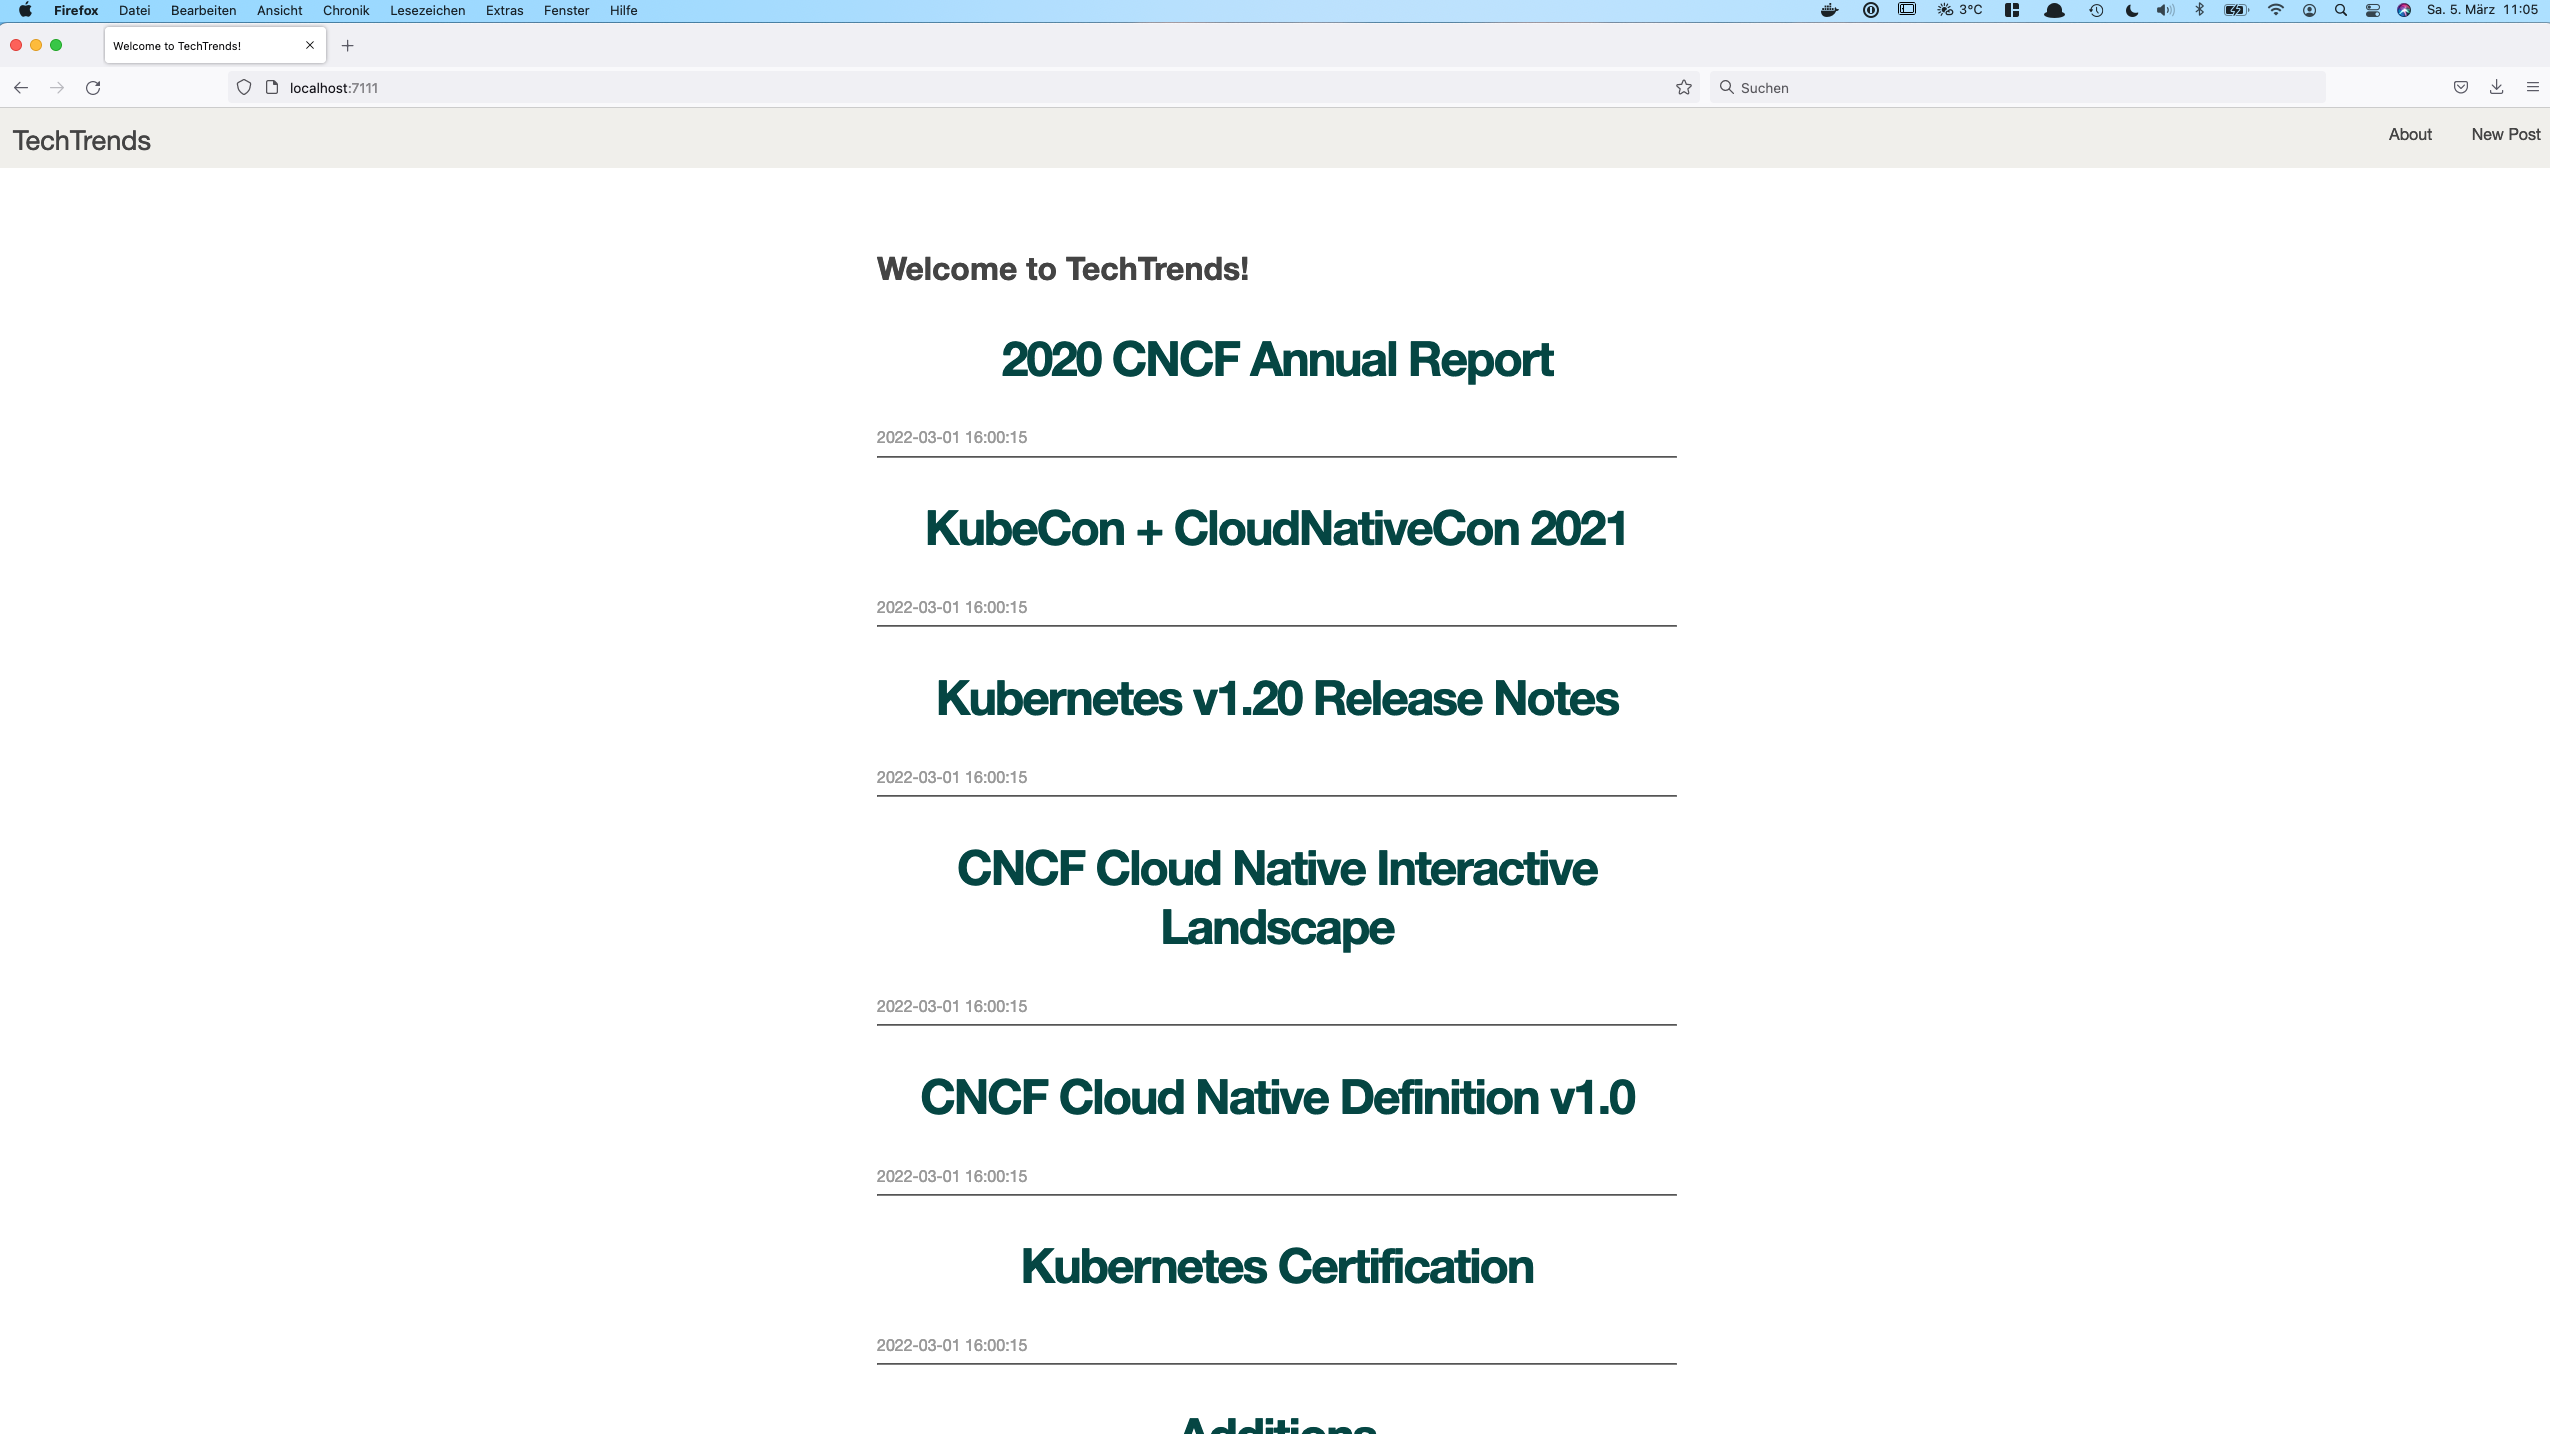 Firefox Datei Bearbeiten Ansicht Chronik Lesezeichen Extras Fenster Hilfe 3°C Sa. 5. März 11:05
Welcome to TechTrends!
localhost:7111 Suchen
TechTrends About New Post
Welcome to TechTrends!
2020 CNCF Annual Report
2022-03-01 16:00:15
KubeCon + CloudNativeCon 2021
2022-03-01 16:00:15
Kubernetes v1.20 Release Notes
2022-03-01 16:00:15
CNCF Cloud Native Interactive
Landscape
2022-03-01 16:00:15
CNCF Cloud Native Definition v1.0
2022-03-01 16:00:15
Kubernetes Certification
2022-03-01 16:00:15
Additions